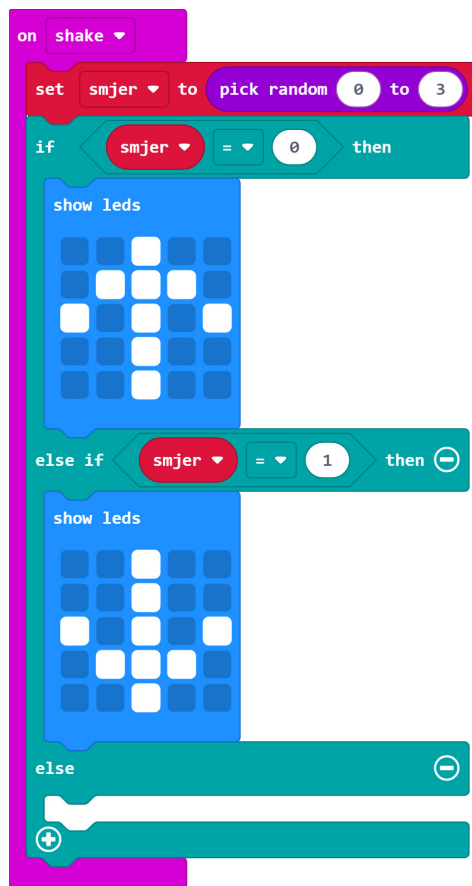 on shake
set smjer to pick random 0 to 3
if smjer = 0 then
show leds
else if smjer = 1 then
show leds
else